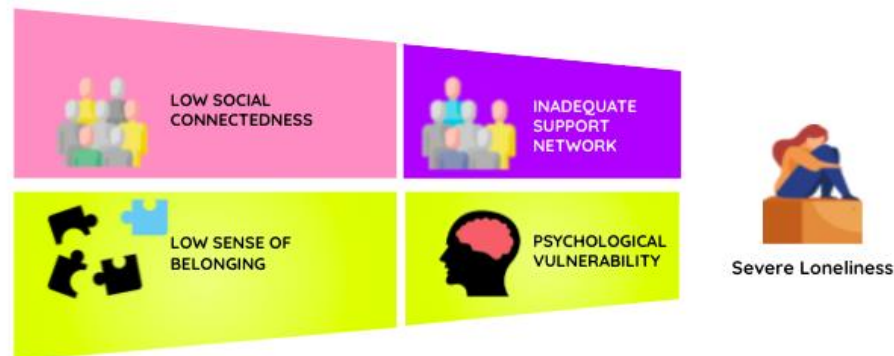 LOW SOCIAL
CONNECTEDNESS
INADEQUATE
SUPPORT
NETWORK
LOW SENSE OF
BELONGING
PSYCHOLOGICAL
VULNERABILITY
Severe Loneliness